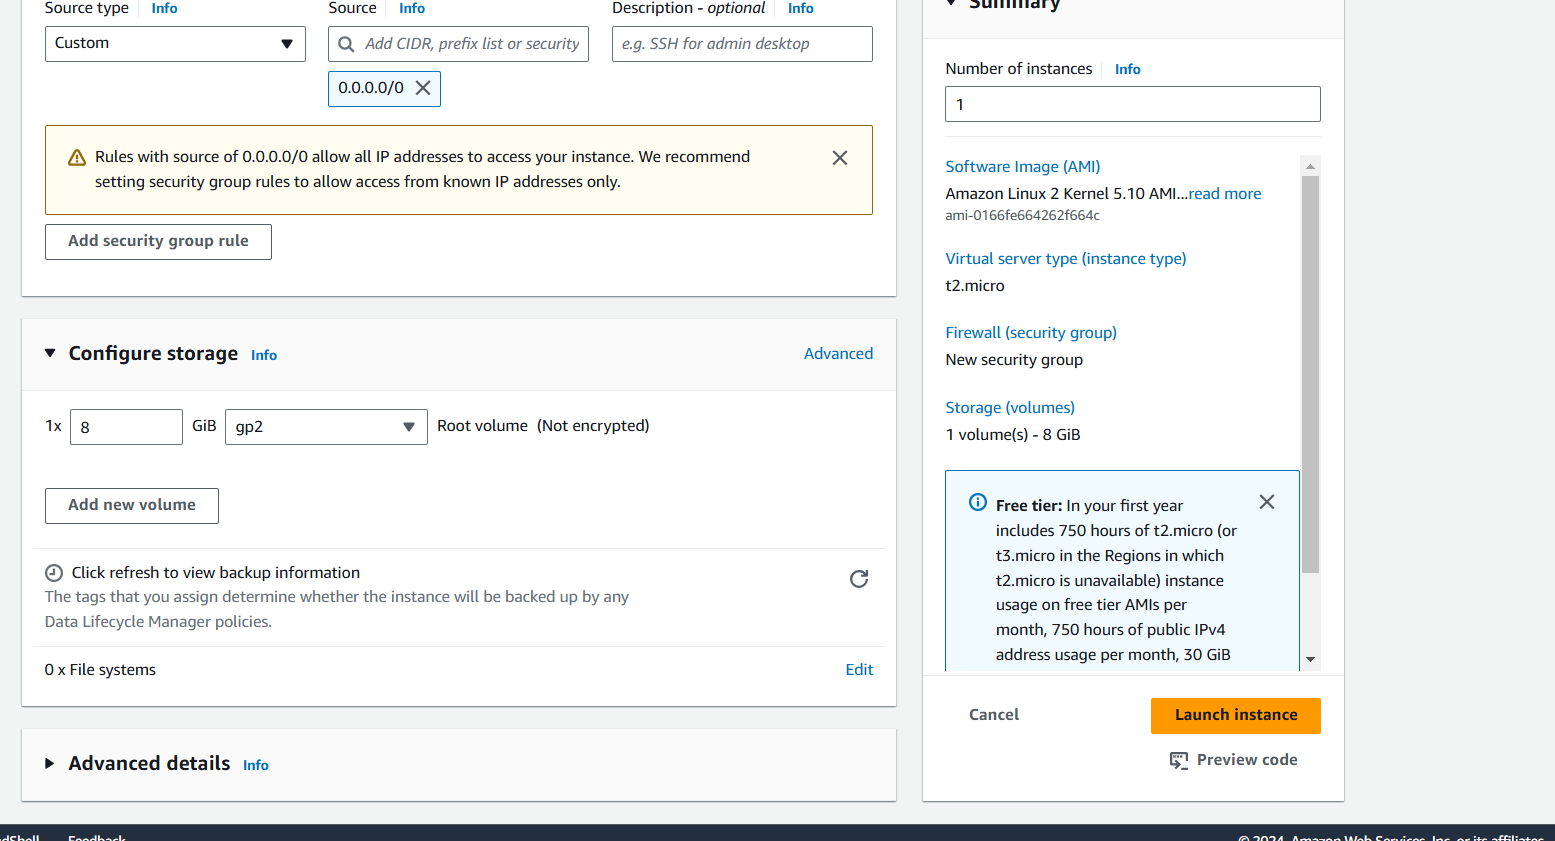 Source type Info
Source Info
Description - optional Info
Custom
Add CIDR, prefix list or security
e.g. SSH for admin desktop
0.0.0.0/0
Rules with source of 0.0.0.0/0 allow all IP addresses to access your instance. We recommend
setting security group rules to allow access from known IP addresses only.
Add security group rule
Configure storage Info
Advanced
1x 8 GiB gp2 Root volume (Not encrypted)
Add new volume
Click refresh to view backup information
The tags that you assign determine whether the instance will be backed up by any
Data Lifecycle Manager policies.
0 x File systems
Edit
Advanced details Info
Summary
Number of instances Info
1
Software Image (AMI)
Amazon Linux 2 Kernel 5.10 AMI...read more
ami-0166fe664262f664c
Virtual server type (instance type)
t2.micro
Firewall (security group)
New security group
Storage (volumes)
1 volume(s) - 8 GiB
Free tier: In your first year
includes 750 hours of t2.micro (or
t3.micro in the Regions in which
t2.micro is unavailable) instance
usage on free tier AMIs per
month, 750 hours of public IPv4
address usage per month, 30 GiB
Cancel
Launch instance
Preview code
Feedback
© 2024, Amazon Web Services, Inc. or its affiliates.